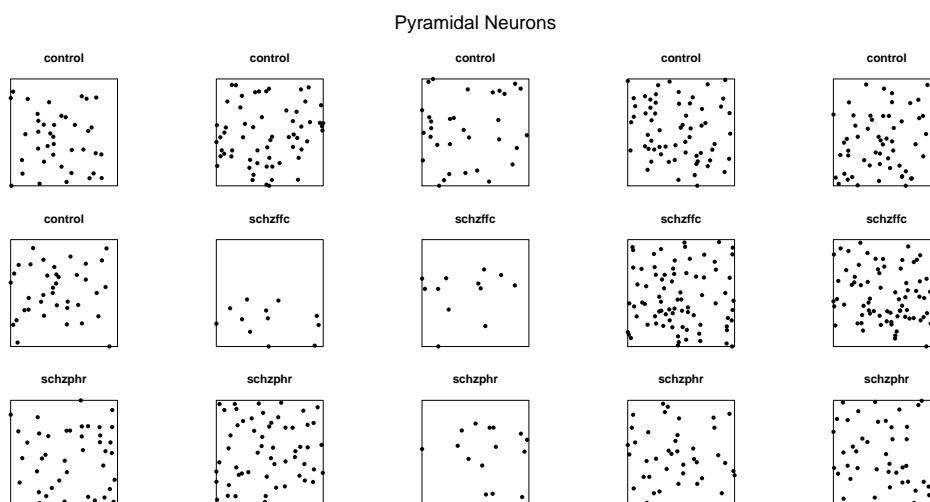 Pyramidal Neurons
control control control control control
control schzffc schzffc schzffc schzffc
schzphr schzphr schzphr schzphr schzphr